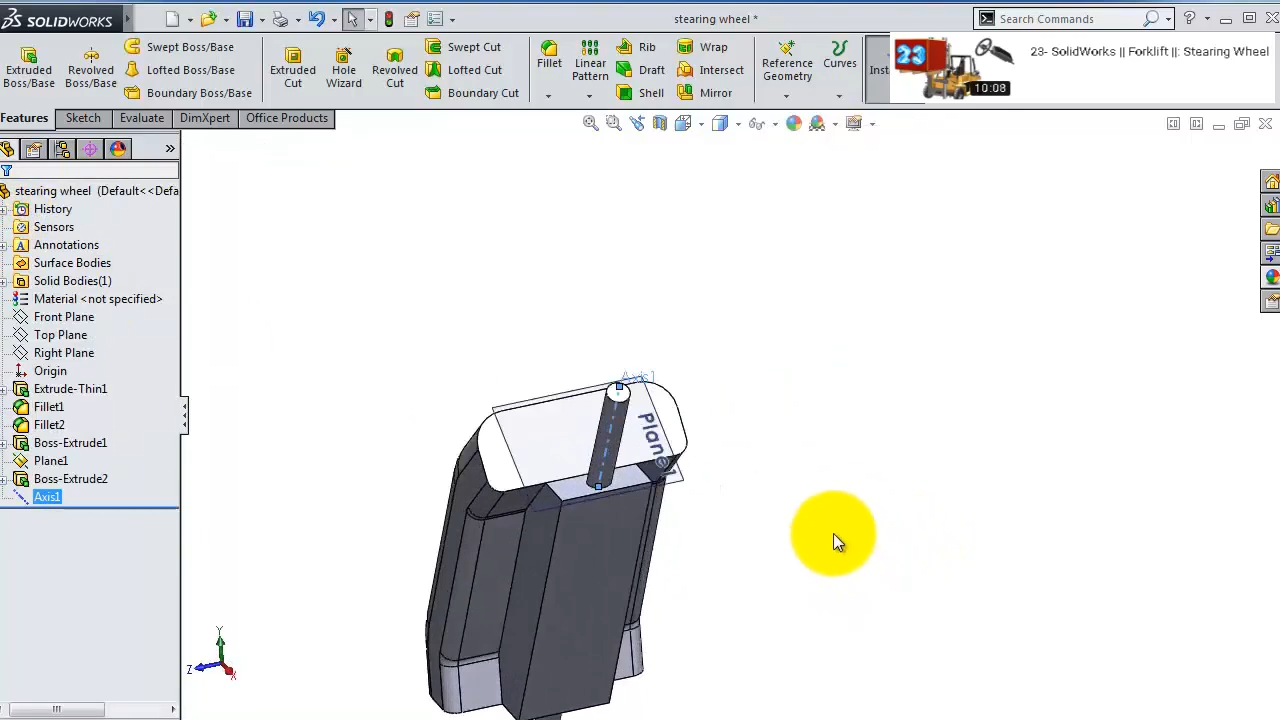 SOLIDWORKS
stearing wheel *
Search Commands
Extruded Boss/Base
Revolved Boss/Base
Swept Boss/Base
Lofted Boss/Base
Boundary Boss/Base
Extruded Cut
Hole Wizard
Revolved Cut
Swept Cut
Lofted Cut
Boundary Cut
Fillet
Linear Pattern
Rib
Draft
Shell
Wrap
Intersect
Mirror
Reference Geometry
Curves
Inst
23
23- SolidWorks || Forklift ||: Stearing Wheel
10:08
Features
Sketch
Evaluate
DimXpert
Office Products
stearing wheel (Default<<Defa
History
Sensors
Annotations
Surface Bodies
Solid Bodies(1)
Material <not specified>
Front Plane
Top Plane
Right Plane
Origin
Extrude-Thin1
Fillet1
Fillet2
Boss-Extrude1
Plane1
Boss-Extrude2
Axis1
Axis1
Plane1
Y
Z
X